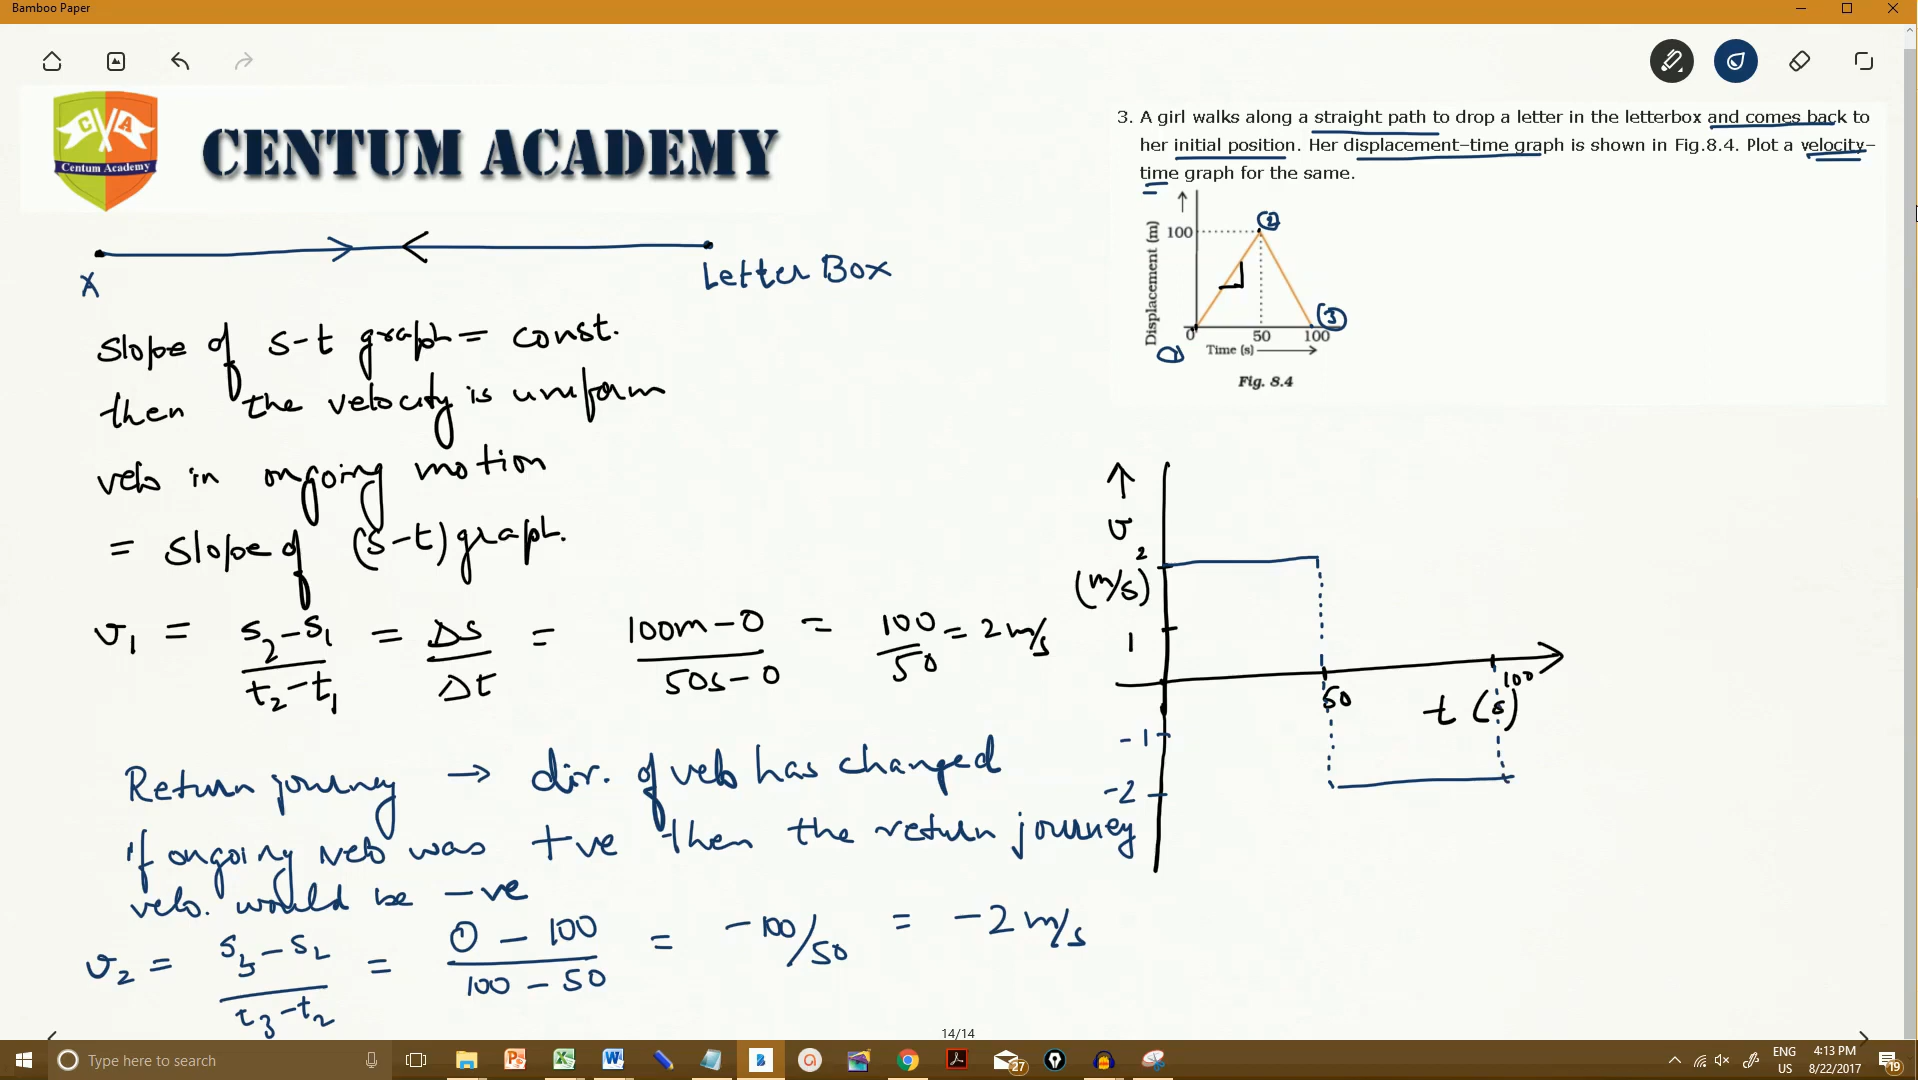 Bamboo Paper
C A
Centum Academy
CENTUM ACADEMY
3. A girl walks along a straight path to drop a letter in the letterbox and comes back to
her initial position. Her displacement–time graph is shown in Fig.8.4. Plot a velocity–
time graph for the same.
Displacement (m)
100
(2)
(3)
0
50
100
Time (s)
Fig. 8.4
X
Letter Box
Slope of s-t graph = const.
then the velocity is uniform
velo in ongoing motion
= slope of (s-t) graph.
v1 = s2-s1 / t2-t1 = Δs / Δt = 100m-0 / 50s-0 = 100 / 50 = 2 m/s
Return journey → dir. of velo has changed
if ongoing velo was +ve then the return journey
velo. would be -ve
v2 = s3-s2 / t3-t2 = 0-100 / 100-50 = -100/50 = -2 m/s
v
(m/s)
2
1
-1
-2
50
100
t (s)
14/14
Type here to search
27
ENG
US
4:13 PM
8/22/2017
19